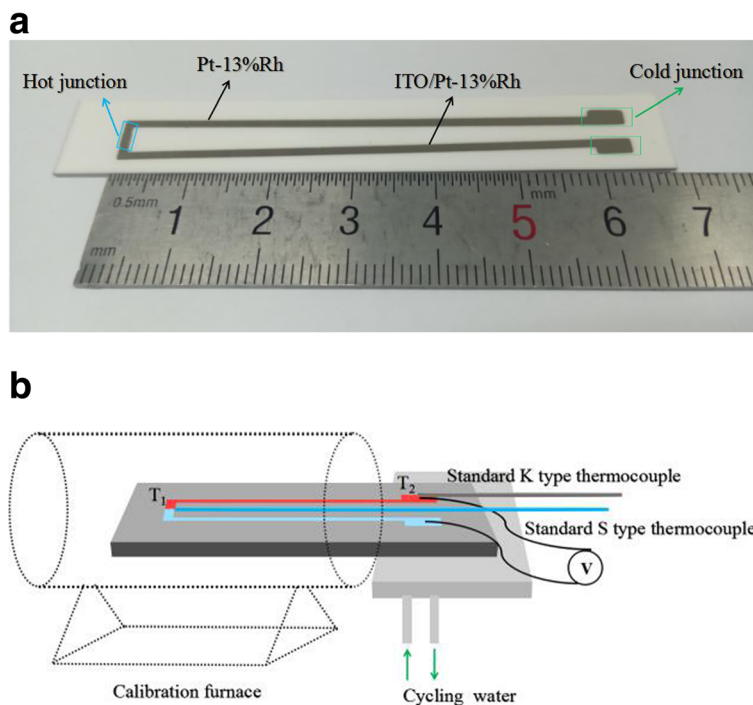 a
Pt-13%Rh
Hot junction
ITO/Pt-13%Rh
Cold junction
0.5mm
mm
1 2 3 4 5 6 7
mm
b
T1
T2
Standard K type thermocouple
Standard S type thermocouple
V
Calibration furnace
Cycling water